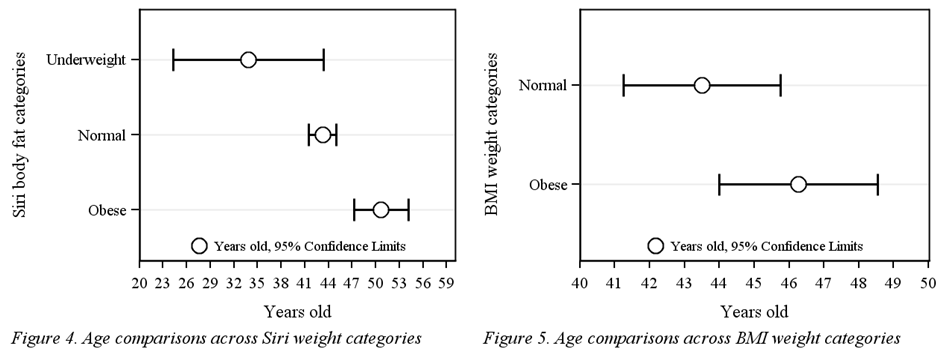 Siri body fat categories
Underweight
Normal
Obese
Years old, 95% Confidence Limits
20 23 26 29 32 35 38 41 44 47 50 53 56 59
Years old
Figure 4. Age comparisons across Siri weight categories
BMI weight categories
Normal
Obese
Years old, 95% Confidence Limits
40 41 42 43 44 45 46 47 48 49 50
Years old
Figure 5. Age comparisons across BMI weight categories